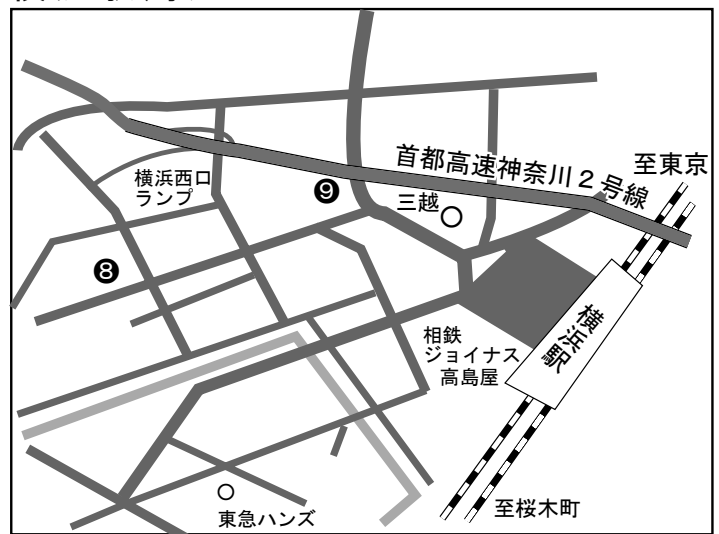 首都高速神奈川２号線
至東京
横浜西口
ランプ
❾
三越
❽
横浜駅
相鉄
ジョイナス
高島屋
至桜木町
東急ハンズ